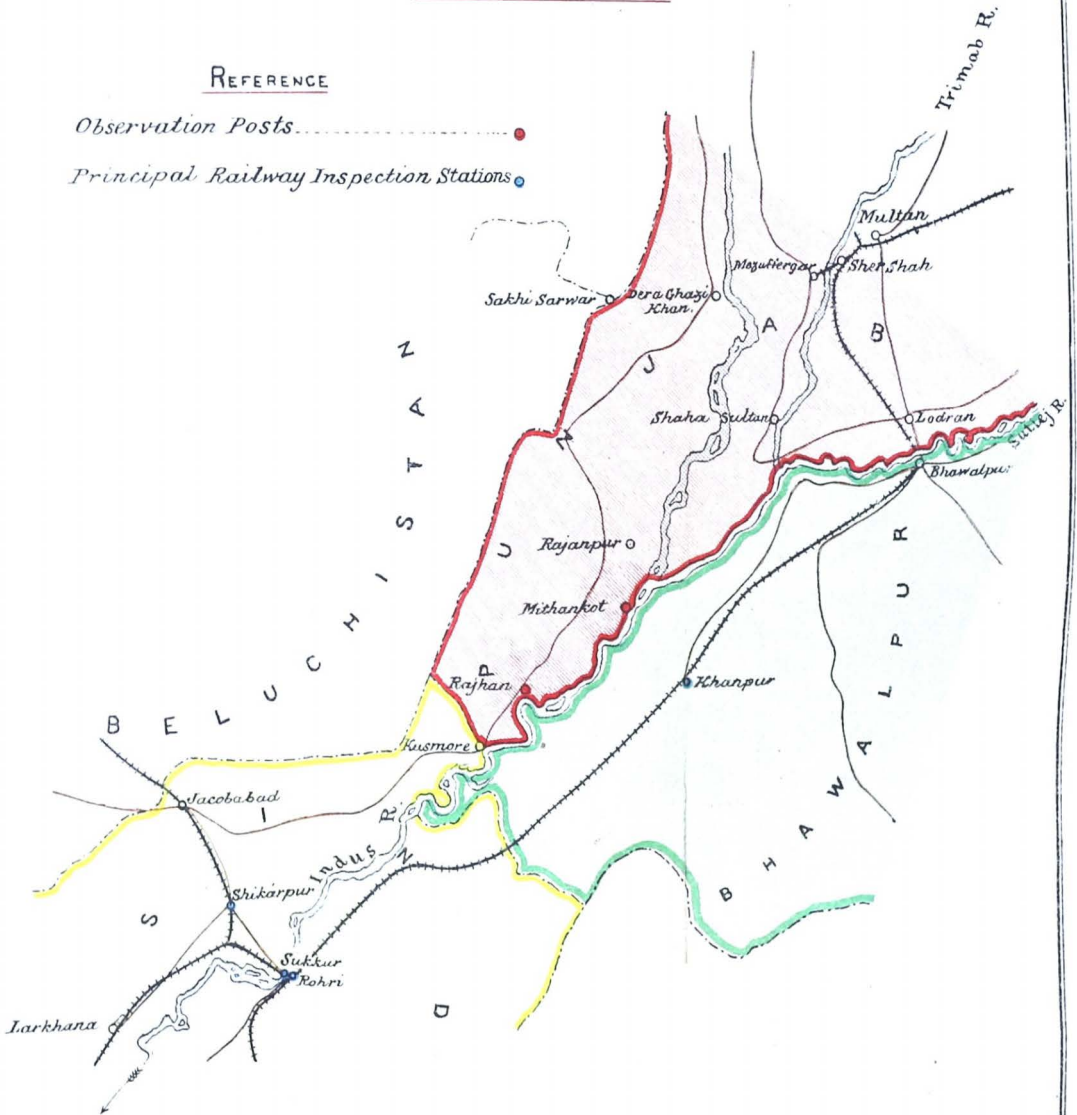 REFERENCE
Observation Posts
Principal Railway Inspection Stations
Trimab R.
Multan
Mozuffergar
Sher Shah
Sakhi Sarwar
Dera Ghazi
Khan.
Shaha Sultan
Lodran
Sutlej R.
Bhawalpur
Rajanpur
Mithankot
Rajhan
Khanpur
Kusmore
Jacobabad
Indus R.
Shikarpur
Sukkur
Rohri
Larkhana
BELUCHISTAN
PUNJAB
BHAWALPUR
SIND